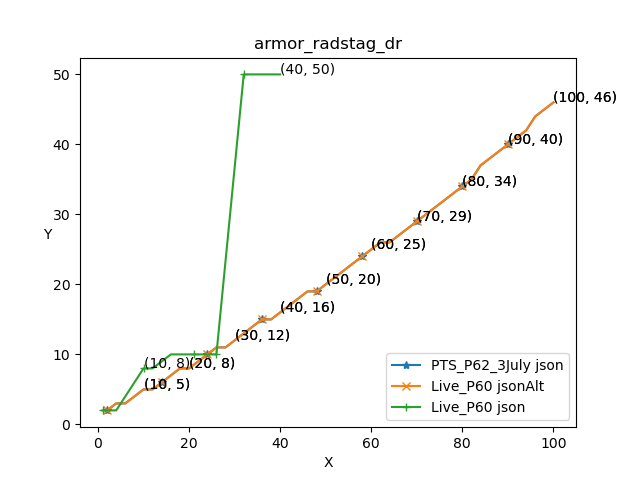 armor_radstag_dr
50
(40, 50)
(100, 46)
40
(90, 40)
(80, 34)
30
(70, 29)
Y
(60, 25)
20
(50, 20)
(40, 16)
(30, 12)
10
(10, 8)
(20, 8)
(10, 5)
0
PTS_P62_3July json
Live_P60 jsonAlt
Live_P60 json
0 20 40 60 80 100
X